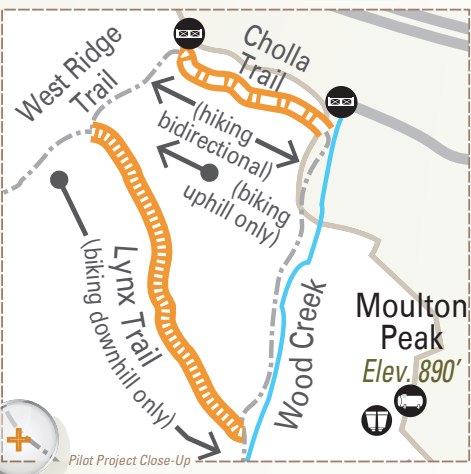 West Ridge
Trail
Cholla
Trail
(hiking
bidirectional)
(biking
uphill only)
Lynx Trail
(biking downhill only)
Wood Creek
Moulton
Peak
Elev. 890’
Pilot Project Close-Up